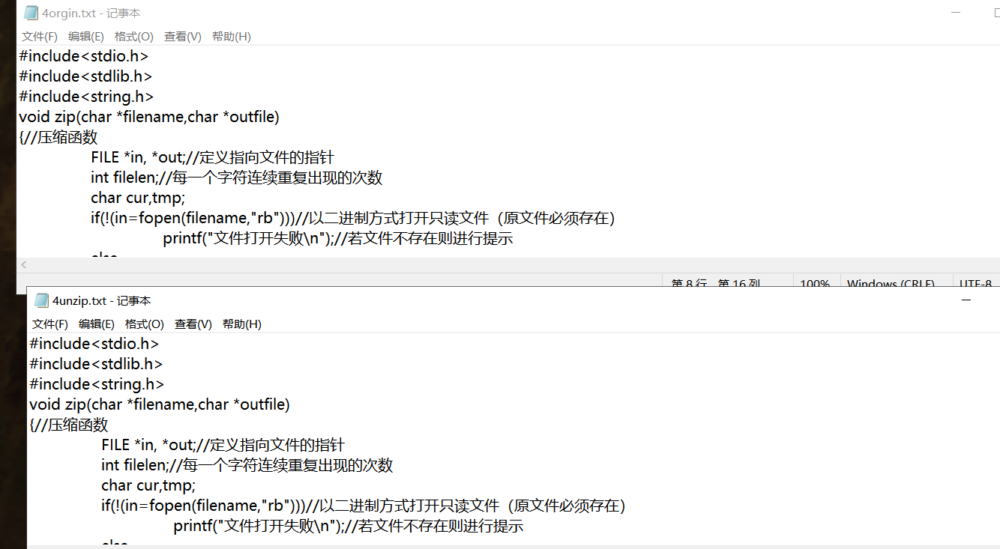 4orgin.txt - 记事本
文件(F) 编辑(E) 格式(O) 查看(V) 帮助(H)
#include<stdio.h>
#include<stdlib.h>
#include<string.h>
void zip(char *filename,char *outfile)
{//压缩函数
FILE *in, *out;//定义指向文件的指针
int filelen;//每一个字符连续重复出现的次数
char cur,tmp;
if(!(in=fopen(filename,"rb")))//以二进制方式打开只读文件（原文件必须存在）
printf("文件打开失败\n");//若文件不存在则进行提示
else
第 8 行，第 16 列 100% Windows (CRLF) UTF-8
4unzip.txt - 记事本
文件(F) 编辑(E) 格式(O) 查看(V) 帮助(H)
#include<stdio.h>
#include<stdlib.h>
#include<string.h>
void zip(char *filename,char *outfile)
{//压缩函数
FILE *in, *out;//定义指向文件的指针
int filelen;//每一个字符连续重复出现的次数
char cur,tmp;
if(!(in=fopen(filename,"rb")))//以二进制方式打开只读文件（原文件必须存在）
printf("文件打开失败\n");//若文件不存在则进行提示
else